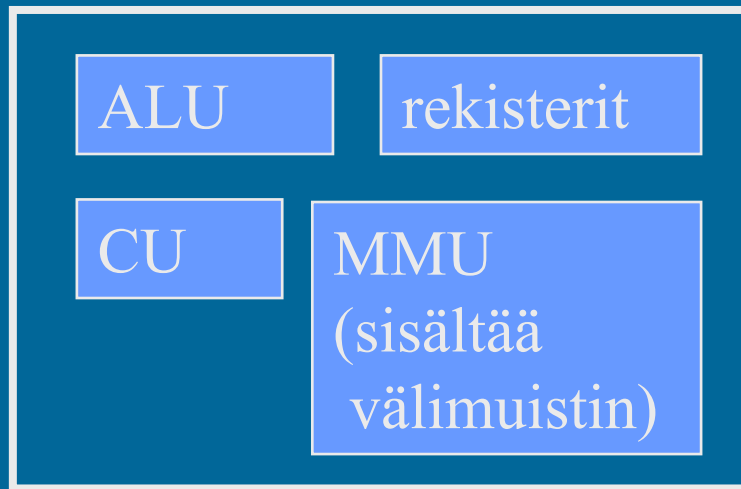 ALU
rekisterit
CU
MMU
(sisältää
välimuistin)